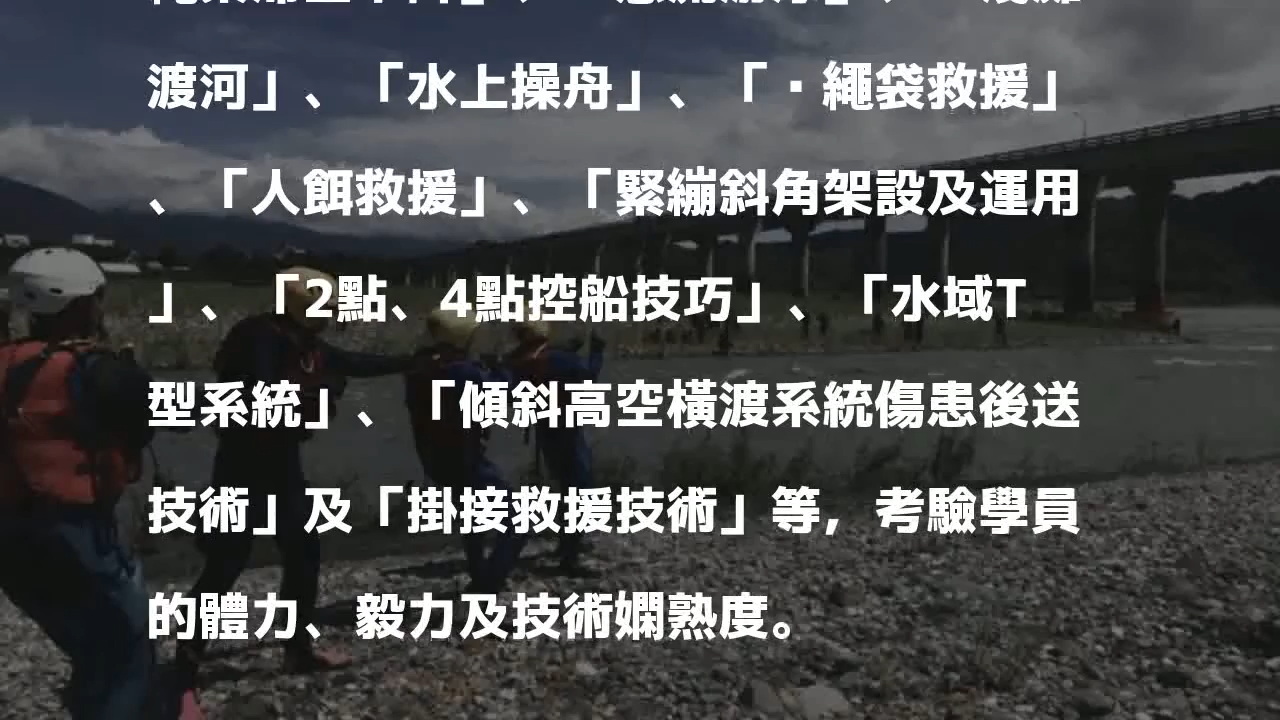 渡河」、「水上操舟」、「·繩袋救援」
、「人餌救援」、「緊繃斜角架設及運用
」、「2點、4點控船技巧」、「水域T
型系統」、「傾斜高空橫渡系統傷患後送
技術」及「掛接救援技術」等，考驗學員
的體力、毅力及技術嫻熟度。